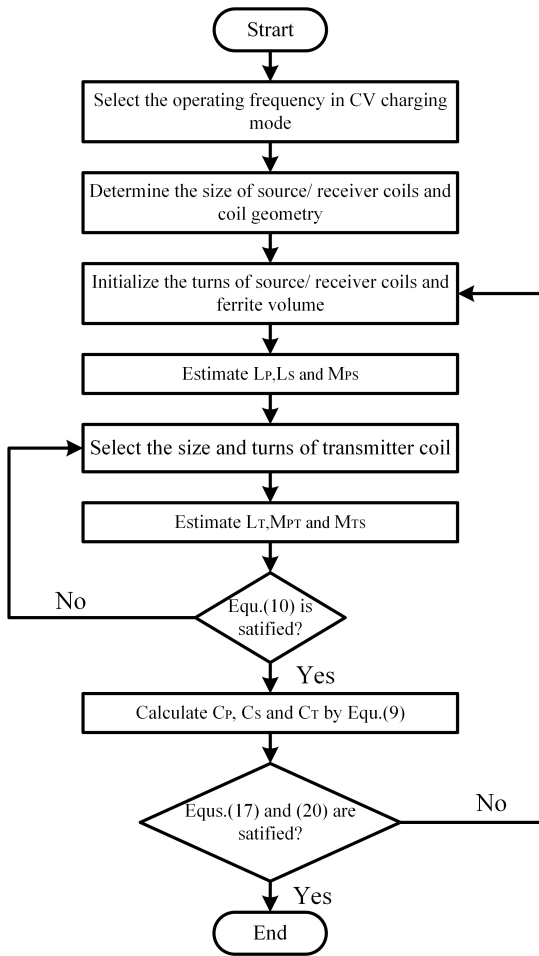 Strart
Select the operating frequency in CV charging
mode
Determine the size of source/ receiver coils and
coil geometry
Initialize the turns of source/ receiver coils and
ferrite volume
Estimate LP,LS and MPS
Select the size and turns of transmitter coil
Estimate LT,MPT and MTS
No
Equ.(10) is
satified?
Yes
Calculate CP, CS and CT by Equ.(9)
Equs.(17) and (20) are
satified?
No
Yes
End